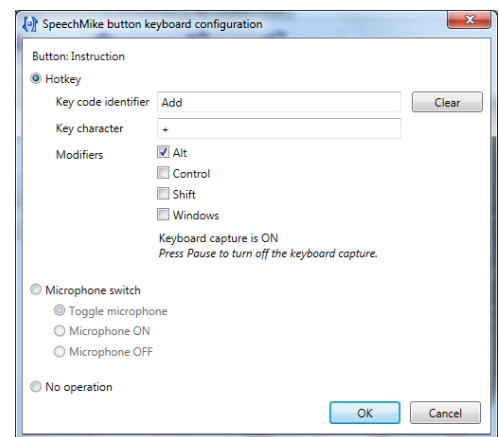 SpeechMike button keyboard configuration
Button: Instruction
Hotkey
Key code identifier Add Clear
Key character +
Modifiers Alt
Control
Shift
Windows
Keyboard capture is ON
Press Pause to turn off the keyboard capture.
Microphone switch
Toggle microphone
Microphone ON
Microphone OFF
No operation
OK Cancel